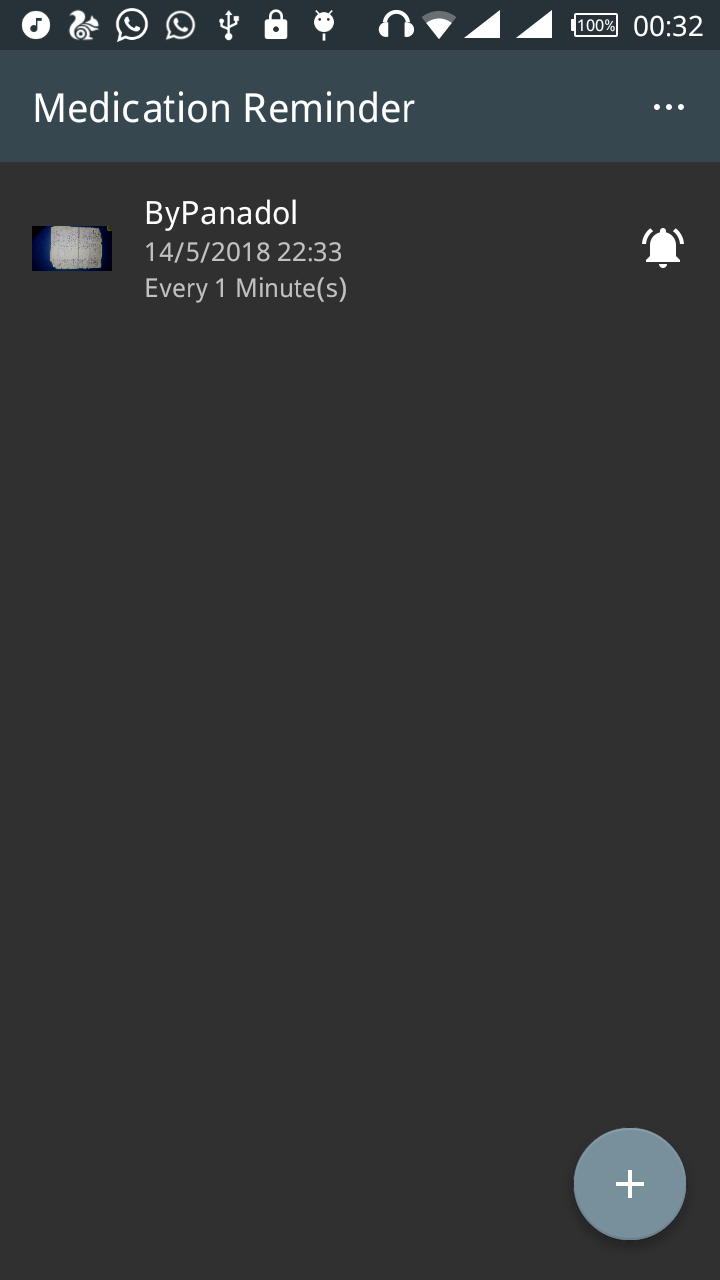 100% 00:32
Medication Reminder
ByPanadol
14/5/2018 22:33
Every 1 Minute(s)